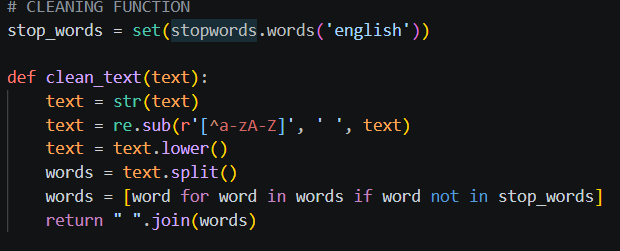 # CLEANING FUNCTION
stop_words = set(stopwords.words('english'))
def clean_text(text):
    text = str(text)
    text = re.sub(r'[^a-zA-Z]', ' ', text)
    text = text.lower()
    words = text.split()
    words = [word for word in words if word not in stop_words]
    return " ".join(words)